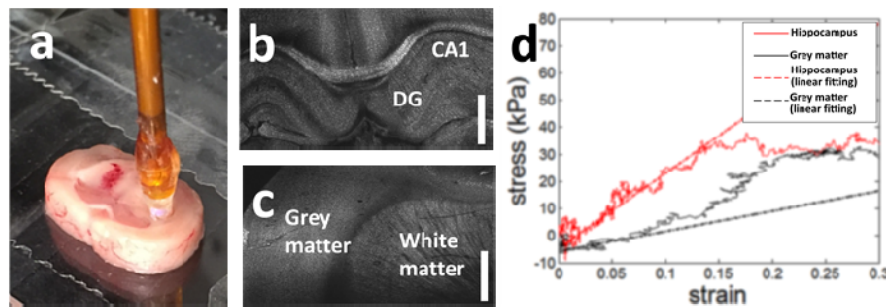 a
b
CA1
DG
c
Grey
matter
White
matter
d
Hippocampus
Grey matter
Hippocampus
(linear fitting)
Grey matter
(linear fitting)
stress (kPa)
80
70
60
50
40
30
20
10
0
-10
0
0.05
0.1
0.15
0.2
0.25
0.3
strain